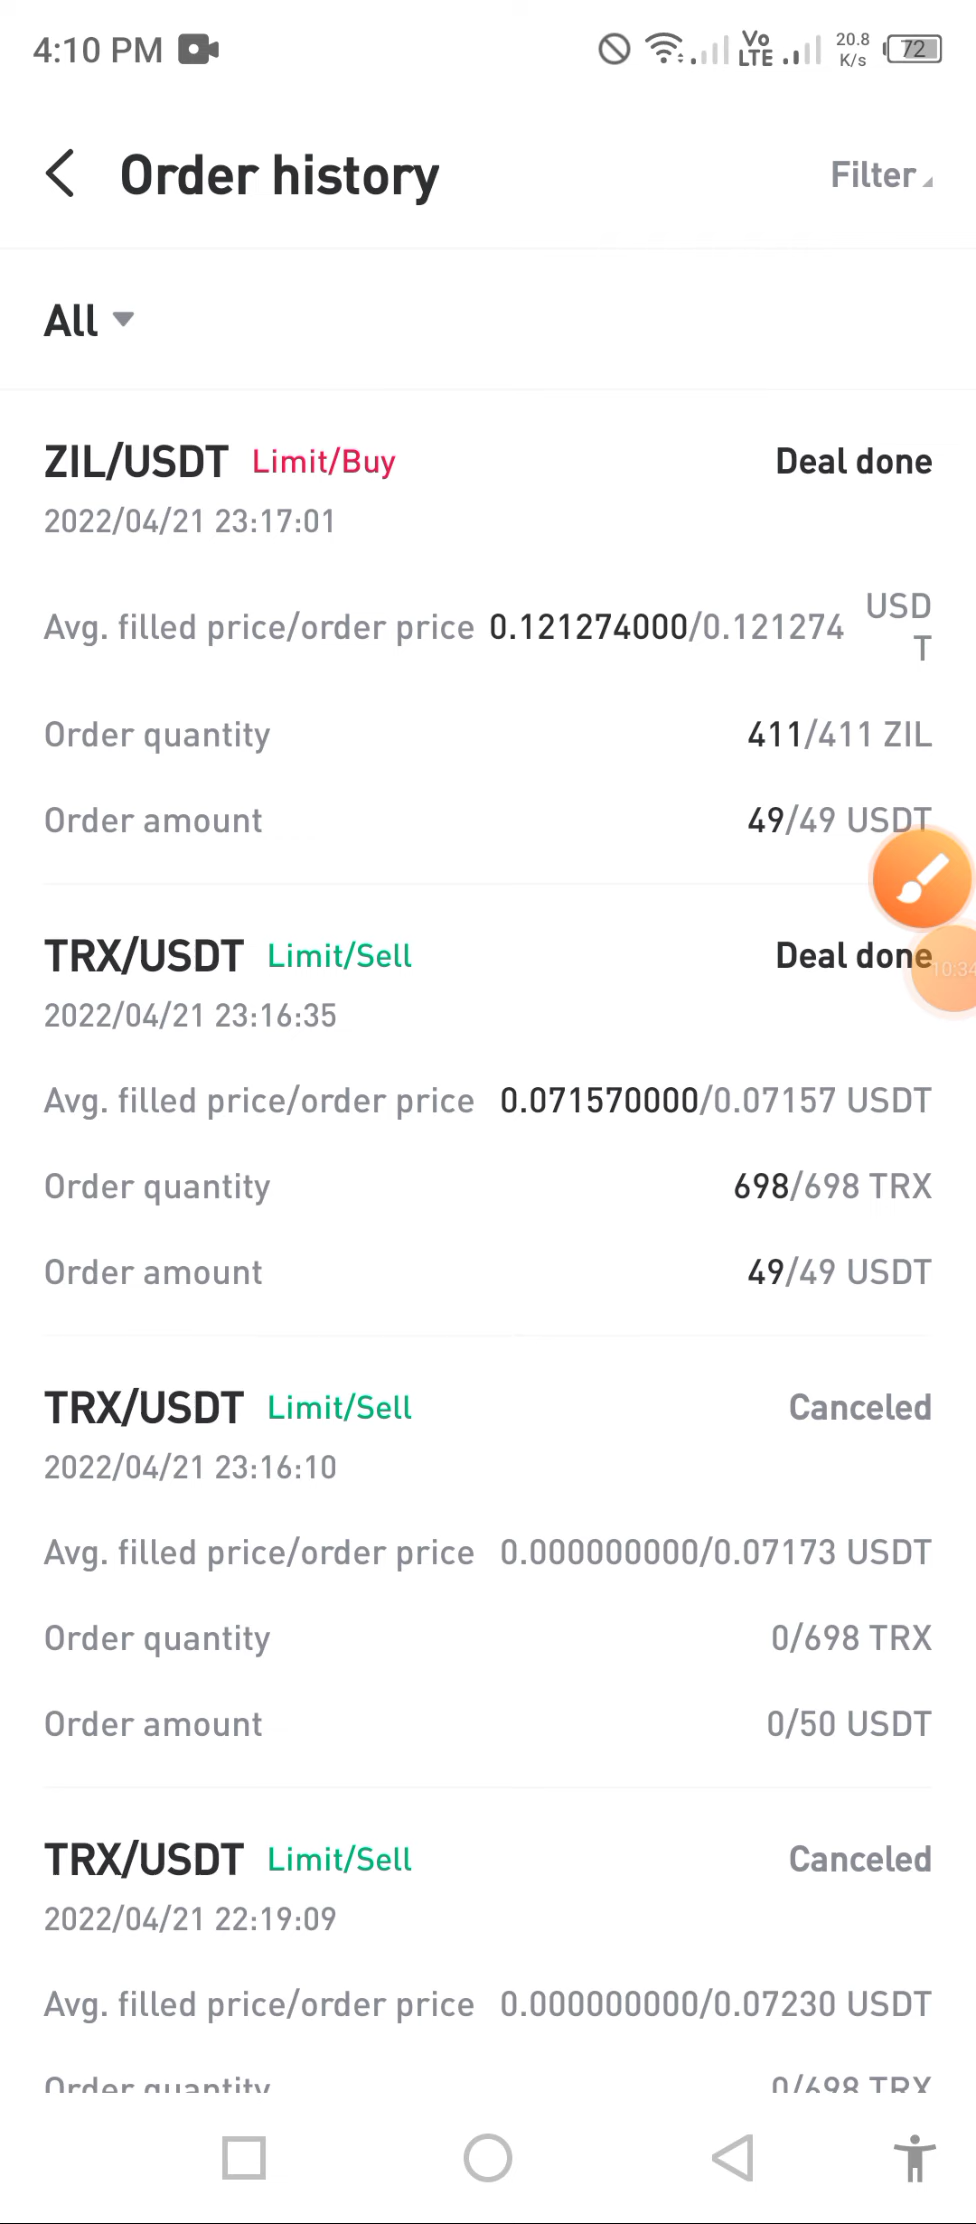 4:10 PM Vo LTE 20.8 K/s 72
Order history Filter
All
ZIL/USDT Limit/Buy Deal done
2022/04/21 23:17:01
Avg. filled price/order price 0.121274000/0.121274 USD
T
Order quantity 411/411 ZIL
Order amount 49/49 USDT
TRX/USDT Limit/Sell Deal done
10:34
2022/04/21 23:16:35
Avg. filled price/order price 0.071570000/0.07157 USDT
Order quantity 698/698 TRX
Order amount 49/49 USDT
TRX/USDT Limit/Sell Canceled
2022/04/21 23:16:10
Avg. filled price/order price 0.000000000/0.07173 USDT
Order quantity 0/698 TRX
Order amount 0/50 USDT
TRX/USDT Limit/Sell Canceled
2022/04/21 22:19:09
Avg. filled price/order price 0.000000000/0.07230 USDT
Order quantity 0/698 TRX